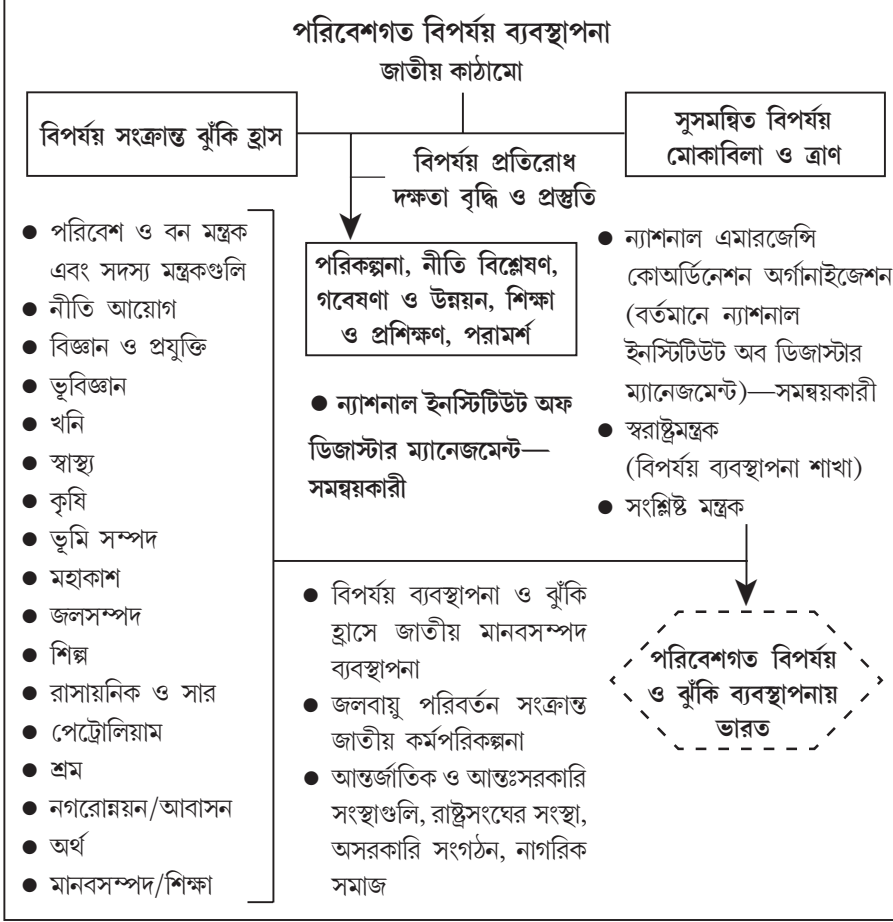 পরিবেশগত বিপর্যয় ব্যবস্থাপনা
জাতীয় কাঠামো
বিপর্যয় সংক্রান্ত ঝুঁকি হ্রাস
সুসমন্বিত বিপর্যয়
মোকাবিলা ও ত্রাণ
বিপর্যয় প্রতিরোধ
দক্ষতা বৃদ্ধি ও প্রস্তুতি
● পরিবেশ ও বন মন্ত্রক
এবং সদস্য মন্ত্রকগুলি
● নীতি আয়োগ
● বিজ্ঞান ও প্রযুক্তি
● ভূবিজ্ঞান
● খনি
● স্বাস্থ্য
● কৃষি
● ভূমি সম্পদ
● মহাকাশ
● জলসম্পদ
● শিল্প
● রাসায়নিক ও সার
● পেট্রোলিয়াম
● শ্রম
● নগরোন্নয়ন/আবাসন
● অর্থ
● মানবসম্পদ/শিক্ষা
পরিকল্পনা, নীতি বিশ্লেষণ,
গবেষণা ও উন্নয়ন, শিক্ষা
ও প্রশিক্ষণ, পরামর্শ
● ন্যাশনাল ইনস্টিটিউট অফ
ডিজাস্টার ম্যানেজমেন্ট—
সমন্বয়কারী
● ন্যাশনাল এমারজেন্সি
কোঅর্ডিনেশন অর্গানাইজেশন
(বর্তমানে ন্যাশনাল
ইনস্টিটিউট অব ডিজাস্টার
ম্যানেজমেন্ট)—সমন্বয়কারী
● স্বরাষ্ট্রমন্ত্রক
(বিপর্যয় ব্যবস্থাপনা শাখা)
● সংশ্লিষ্ট মন্ত্রক
● বিপর্যয় ব্যবস্থাপনা ও ঝুঁকি
হ্রাসে জাতীয় মানবসম্পদ
ব্যবস্থাপনা
● জলবায়ু পরিবর্তন সংক্রান্ত
জাতীয় কর্মপরিকল্পনা
● আন্তর্জাতিক ও আন্তঃসরকারি
সংস্থাগুলি, রাষ্ট্রসংঘের সংস্থা,
অসরকারি সংগঠন, নাগরিক
সমাজ
পরিবেশগত বিপর্যয়
ও ঝুঁকি ব্যবস্থাপনায়
ভারত